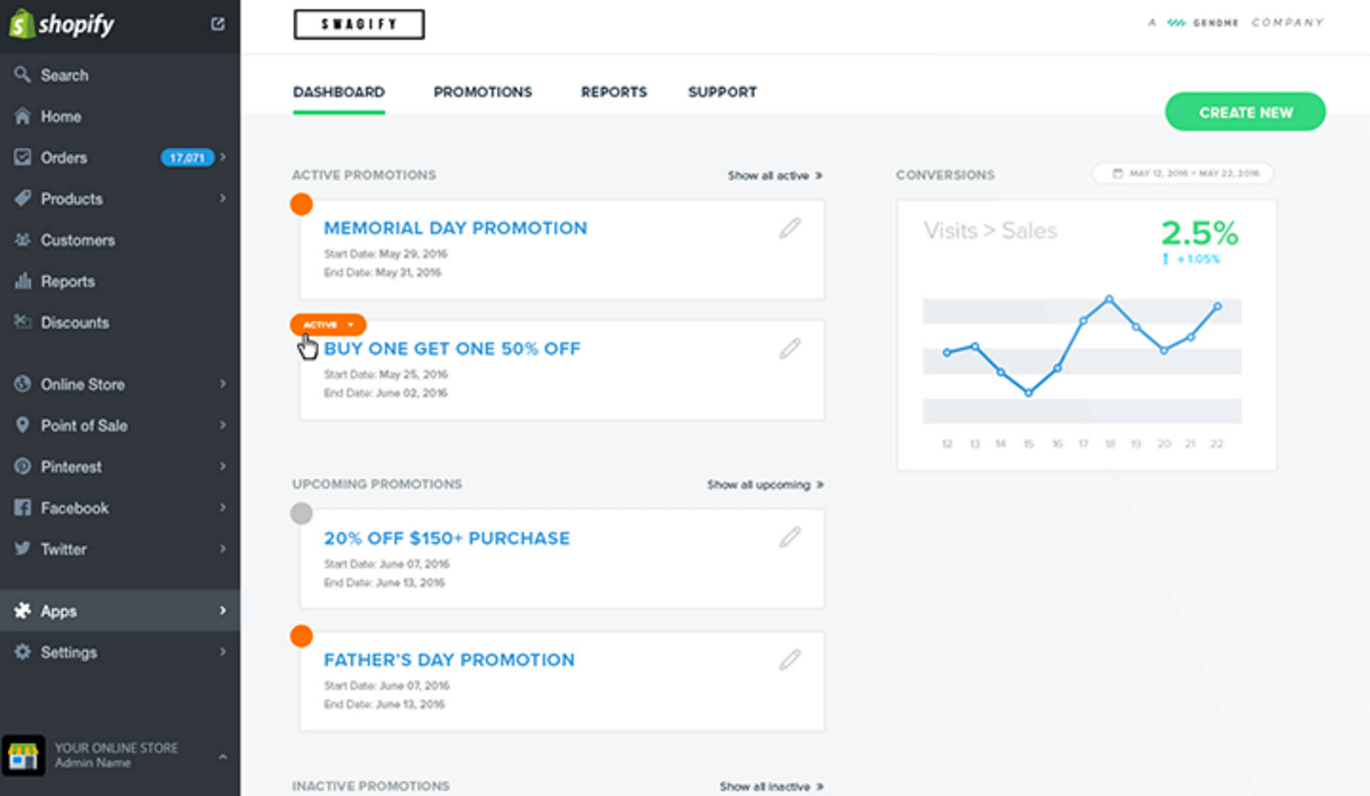 shopify
Search
Home
Orders 17,071
Products
Customers
Reports
Discounts
Online Store
Point of Sale
Pinterest
Facebook
Twitter
Apps
Settings
YOUR ONLINE STORE
Admin Name
SWAGIFY
A GENOME COMPANY
DASHBOARD PROMOTIONS REPORTS SUPPORT
CREATE NEW
ACTIVE PROMOTIONS Show all active »
MEMORIAL DAY PROMOTION
Start Date: May 29, 2016
End Date: May 31, 2016
ACTIVE
BUY ONE GET ONE 50% OFF
Start Date: May 25, 2016
End Date: June 02, 2016
UPCOMING PROMOTIONS Show all upcoming »
20% OFF $150+ PURCHASE
Start Date: June 07, 2016
End Date: June 13, 2016
FATHER'S DAY PROMOTION
Start Date: June 07, 2016
End Date: June 13, 2016
INACTIVE PROMOTIONS Show all inactive »
CONVERSIONS MAY 12, 2016 – MAY 22, 2016
Visits > Sales 2.5%
+1.05%
12 13 14 15 16 17 18 19 20 21 22